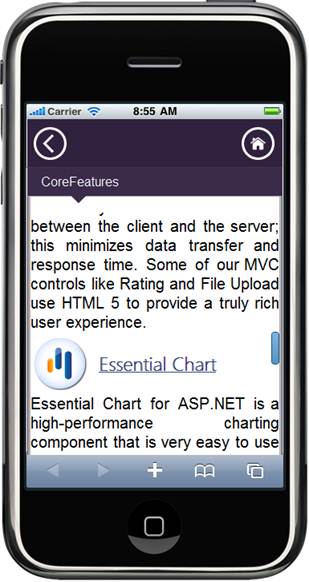 Carrier 8:55 AM
CoreFeatures
between the client and the server;
this minimizes data transfer and
response time. Some of our MVC
controls like Rating and File Upload
use HTML 5 to provide a truly rich
user experience.
Essential Chart
Essential Chart for ASP.NET is a
high-performance charting
component that is very easy to use